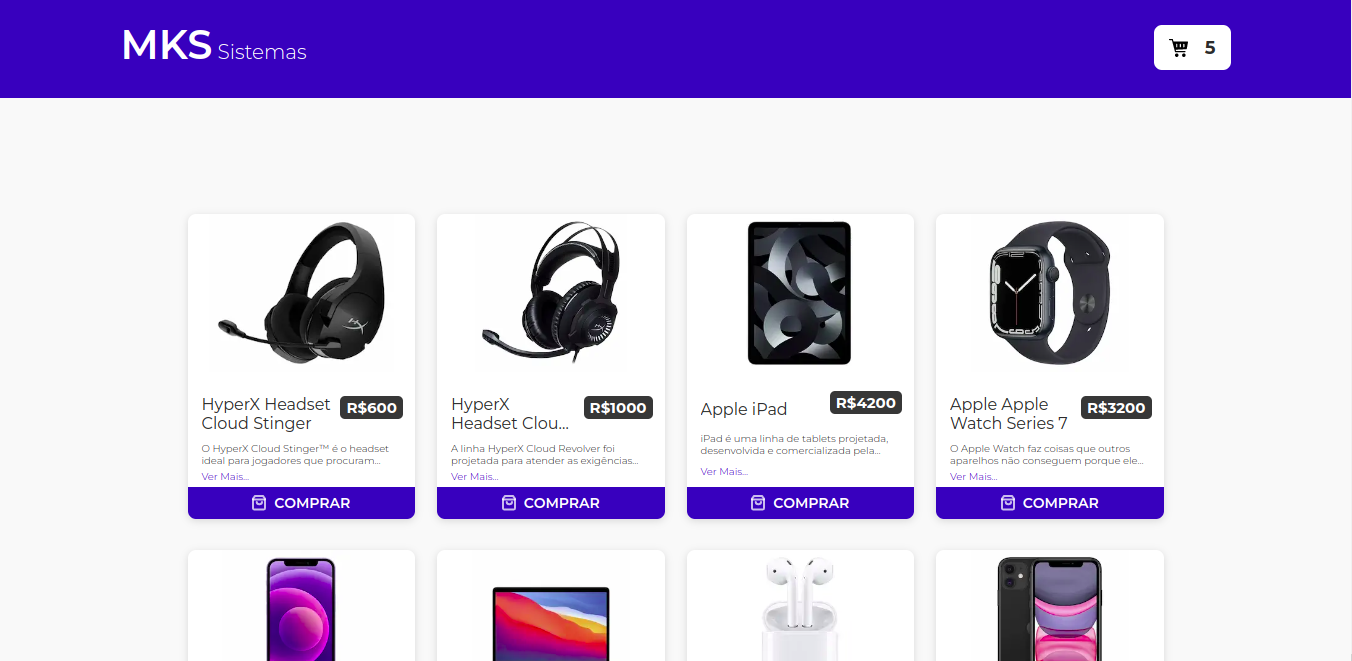 MKS Sistemas
5
HyperX Headset
Cloud Stinger
R$600
O HyperX Cloud Stinger™ é o headset
ideal para jogadores que procuram...
Ver Mais...
COMPRAR
HyperX
Headset Clou...
R$1000
A linha HyperX Cloud Revolver foi
projetada para atender as exigências...
Ver Mais...
COMPRAR
Apple iPad
R$4200
iPad é uma linha de tablets projetada,
desenvolvida e comercializada pela...
Ver Mais...
COMPRAR
Apple Apple
Watch Series 7
R$3200
O Apple Watch faz coisas que outros
aparelhos não conseguem porque ele...
Ver Mais...
COMPRAR